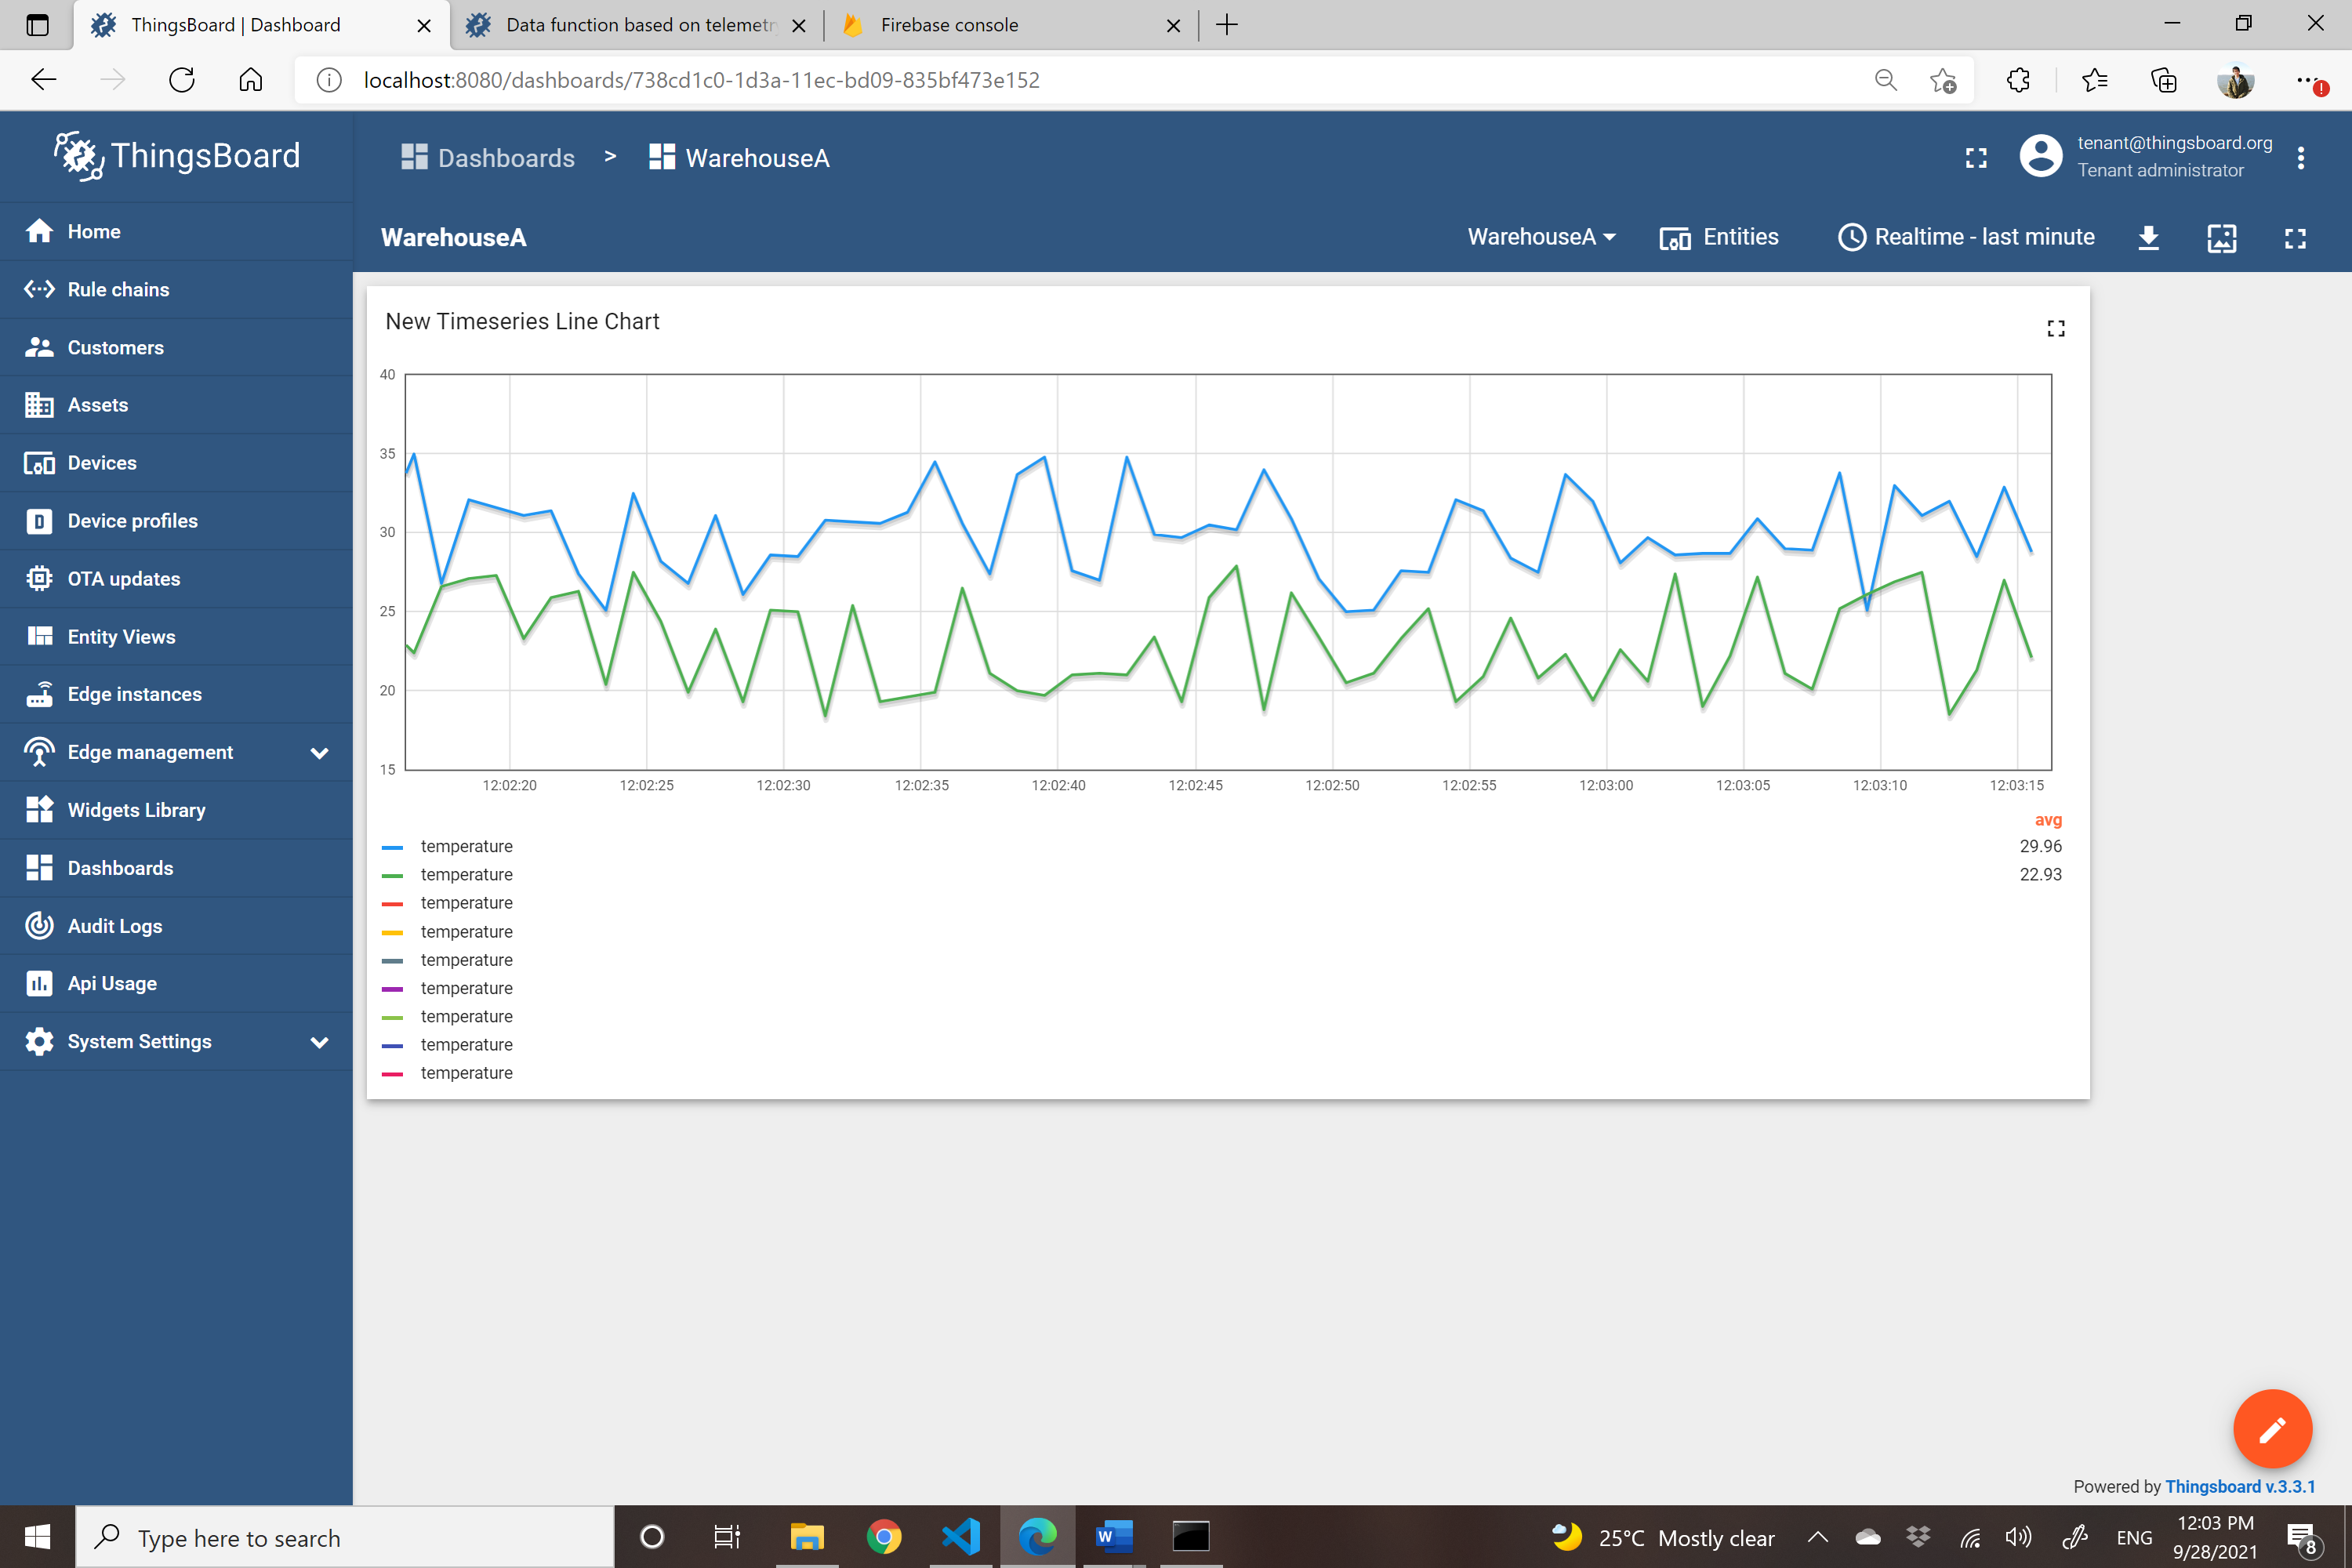 ThingsBoard | Dashboard
Data function based on telemetr
Firebase console
localhost:8080/dashboards/738cd1c0-1d3a-11ec-bd09-835bf473e152
ThingsBoard
Dashboards > WarehouseA
tenant@thingsboard.org
Tenant administrator
WarehouseA
WarehouseA
Entities
Realtime - last minute
Home
Rule chains
Customers
Assets
Devices
Device profiles
OTA updates
Entity Views
Edge instances
Edge management
Widgets Library
Dashboards
Audit Logs
Api Usage
System Settings
New Timeseries Line Chart
40
35
30
25
20
15
12:02:20 12:02:25 12:02:30 12:02:35 12:02:40 12:02:45 12:02:50 12:02:55 12:03:00 12:03:05 12:03:10 12:03:15
avg
temperature 29.96
temperature 22.93
temperature
temperature
temperature
temperature
temperature
temperature
temperature
Powered by Thingsboard v.3.3.1
Type here to search
25°C Mostly clear
ENG
12:03 PM
9/28/2021
8